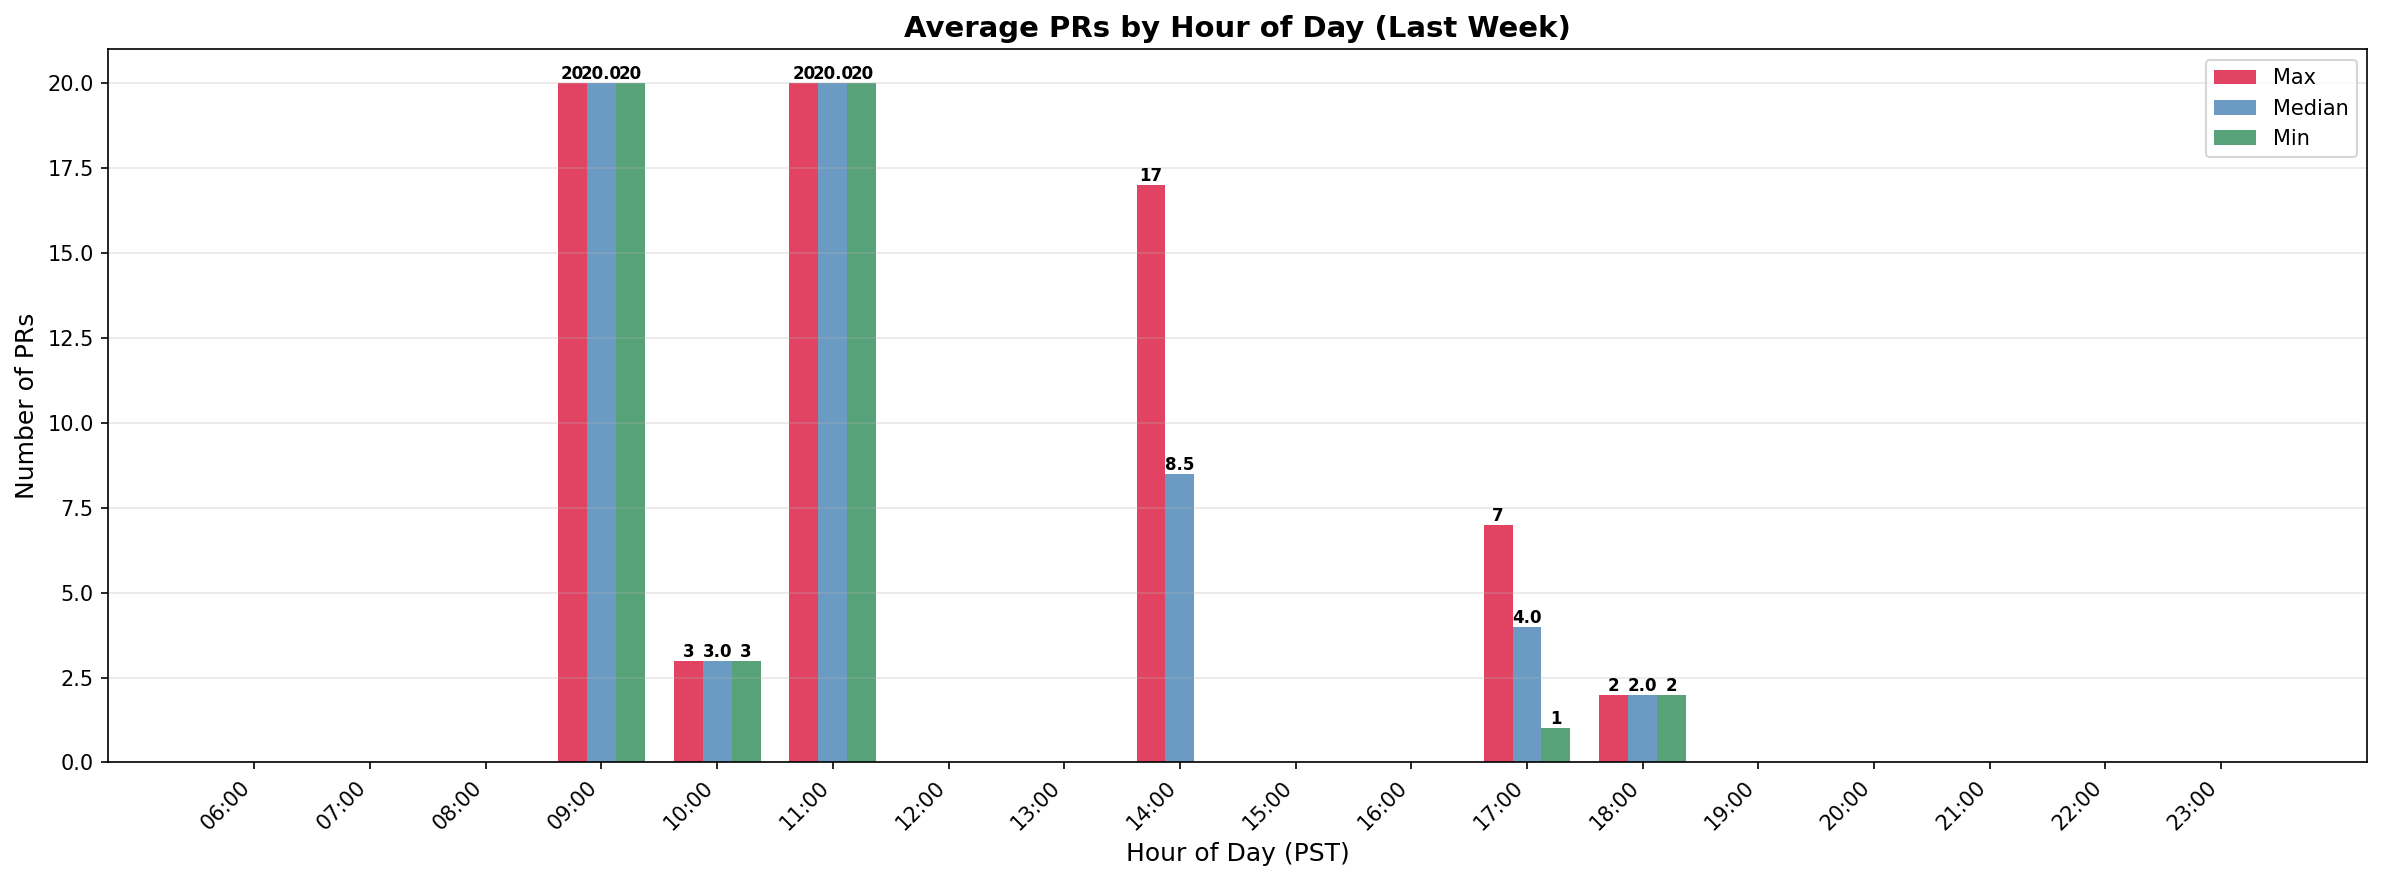 Average PRs by Hour of Day (Last Week)
Max
Median
Min
Number of PRs
20.0
17.5
15.0
12.5
10.0
7.5
5.0
2.5
0.0
20 20.0 20
3 3.0 3
20 20.0 20
17
8.5
7
4.0
1
2 2.0 2
06:00 07:00 08:00 09:00 10:00 11:00 12:00 13:00 14:00 15:00 16:00 17:00 18:00 19:00 20:00 21:00 22:00 23:00
Hour of Day (PST)